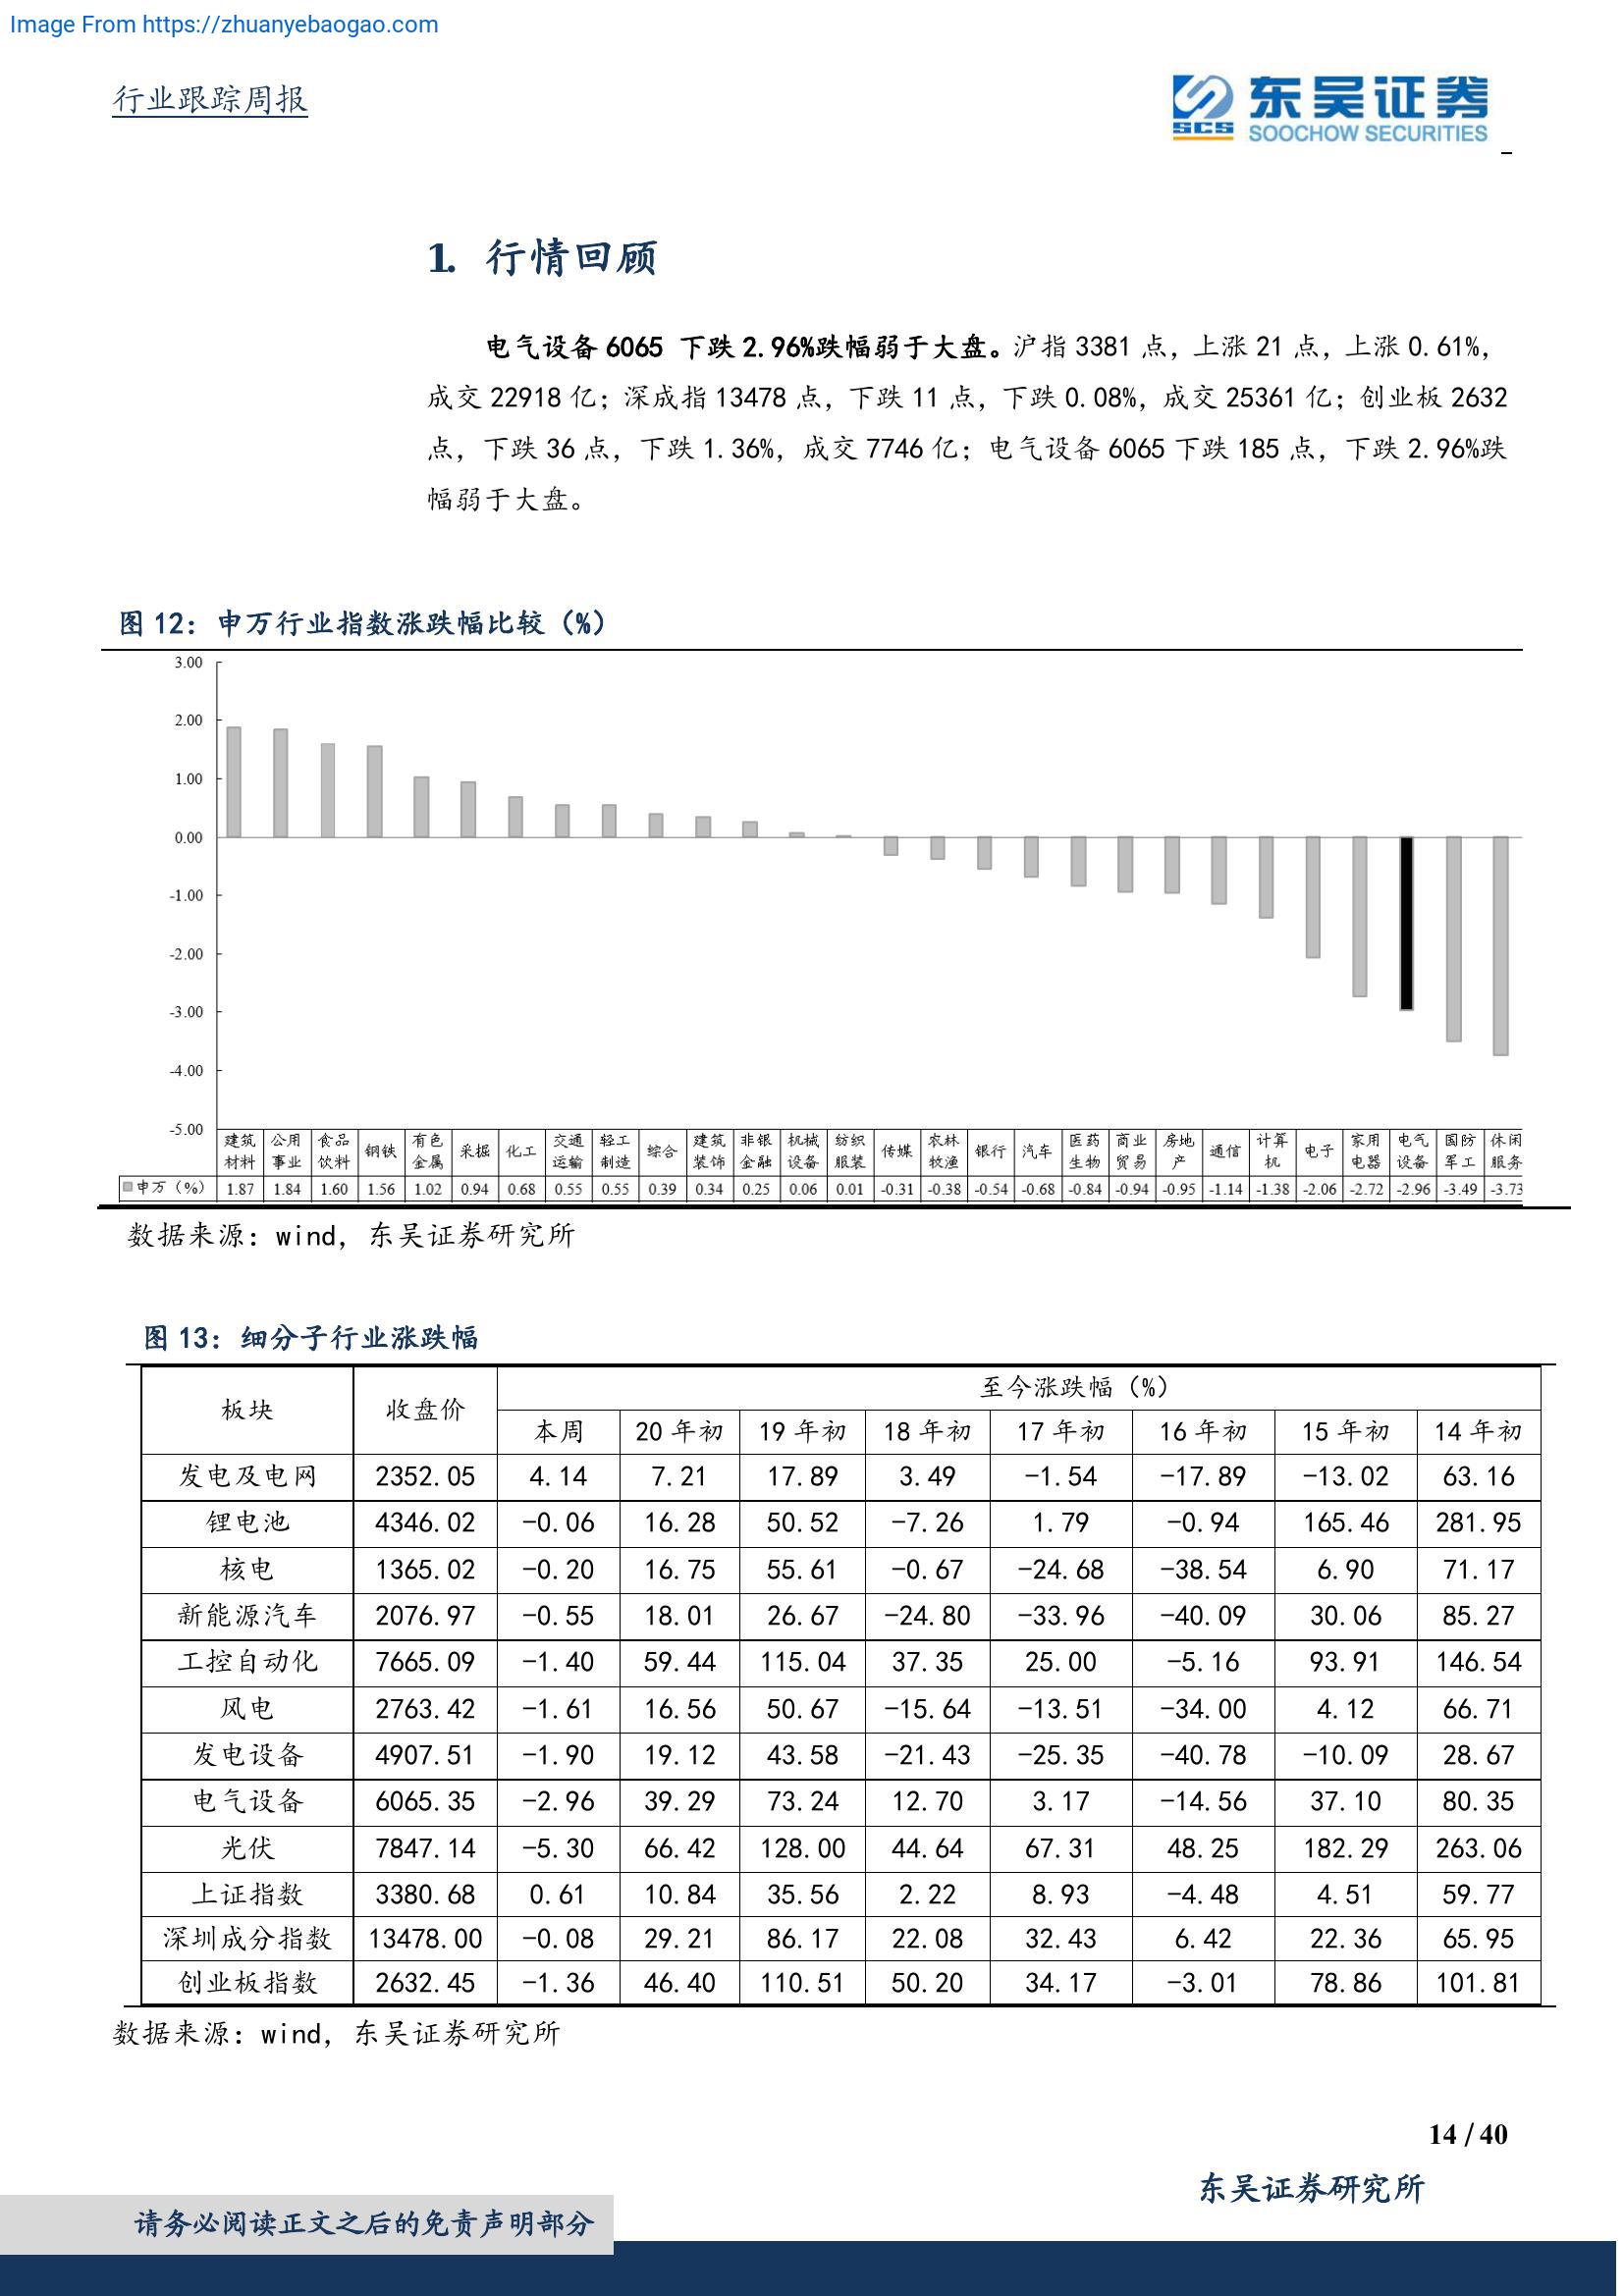 Image From https://zhuanyebaogao.com
行业跟踪周报
东吴证券
SCS SOOCHOW SECURITIES
1. 行情回顾
电气设备 6065 下跌 2.96%跌幅弱于大盘。沪指 3381 点，上涨 21 点，上涨 0.61%，
成交 22918 亿；深成指 13478 点，下跌 11 点，下跌 0.08%，成交 25361 亿；创业板 2632
点，下跌 36 点，下跌 1.36%，成交 7746 亿；电气设备 6065 下跌 185 点，下跌 2.96%跌
幅弱于大盘。
图 12：申万行业指数涨跌幅比较（%）
3.00
2.00
1.00
0.00
-1.00
-2.00
-3.00
-4.00
-5.00
建筑材料 公用事业 食品饮料 钢铁 有色金属 采掘 化工 交通运输 轻工制造 综合 建筑装饰 非银金融 机械设备 纺织服装 传媒 农林牧渔 银行 汽车 医药生物 商业贸易 房地产 通信 计算机 电子 家用电器 电气设备 国防军工 休闲服务
申万（%） 1.87 1.84 1.60 1.56 1.02 0.94 0.68 0.55 0.55 0.39 0.34 0.25 0.06 0.01 -0.31 -0.38 -0.54 -0.68 -0.84 -0.94 -0.95 -1.14 -1.38 -2.06 -2.72 -2.96 -3.49 -3.73
数据来源：wind，东吴证券研究所
图 13：细分子行业涨跌幅
板块 收盘价 至今涨跌幅（%）
本周 20 年初 19 年初 18 年初 17 年初 16 年初 15 年初 14 年初
发电及电网 2352.05 4.14 7.21 17.89 3.49 -1.54 -17.89 -13.02 63.16
锂电池 4346.02 -0.06 16.28 50.52 -7.26 1.79 -0.94 165.46 281.95
核电 1365.02 -0.20 16.75 55.61 -0.67 -24.68 -38.54 6.90 71.17
新能源汽车 2076.97 -0.55 18.01 26.67 -24.80 -33.96 -40.09 30.06 85.27
工控自动化 7665.09 -1.40 59.44 115.04 37.35 25.00 -5.16 93.91 146.54
风电 2763.42 -1.61 16.56 50.67 -15.64 -13.51 -34.00 4.12 66.71
发电设备 4907.51 -1.90 19.12 43.58 -21.43 -25.35 -40.78 -10.09 28.67
电气设备 6065.35 -2.96 39.29 73.24 12.70 3.17 -14.56 37.10 80.35
光伏 7847.14 -5.30 66.42 128.00 44.64 67.31 48.25 182.29 263.06
上证指数 3380.68 0.61 10.84 35.56 2.22 8.93 -4.48 4.51 59.77
深圳成分指数 13478.00 -0.08 29.21 86.17 22.08 32.43 6.42 22.36 65.95
创业板指数 2632.45 -1.36 46.40 110.51 50.20 34.17 -3.01 78.86 101.81
数据来源：wind，东吴证券研究所
14 / 40
东吴证券研究所
请务必阅读正文之后的免责声明部分